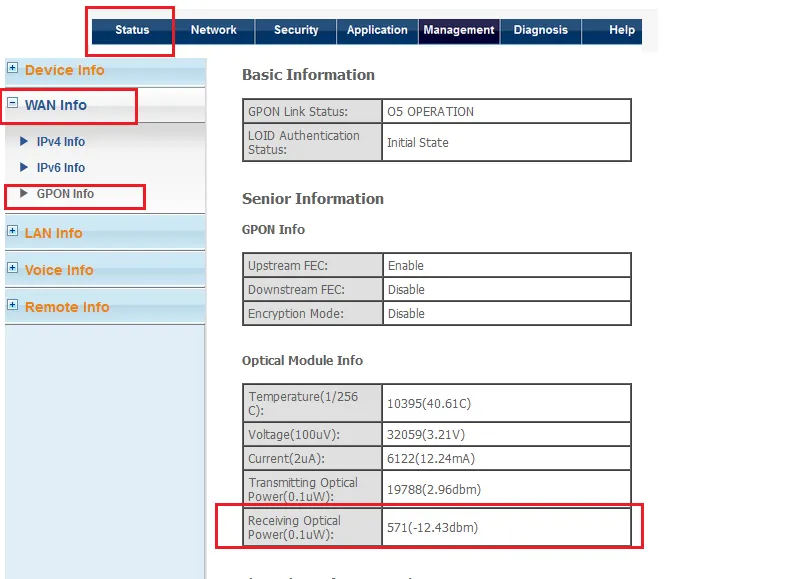 Status Network Security Application Management Diagnosis Help
Device Info
WAN Info
IPv4 Info
IPv6 Info
GPON Info
LAN Info
Voice Info
Remote Info
Basic Information
GPON Link Status: O5 OPERATION
LOID Authentication
Status: Initial State
Senior Information
GPON Info
Upstream FEC: Enable
Downstream FEC: Disable
Encryption Mode: Disable
Optical Module Info
Temperature(1/256
C): 10395(40.61C)
Voltage(100uV): 32059(3.21V)
Current(2uA): 6122(12.24mA)
Transmitting Optical
Power(0.1uW): 19788(2.96dbm)
Receiving Optical
Power(0.1uW): 571(-12.43dbm)